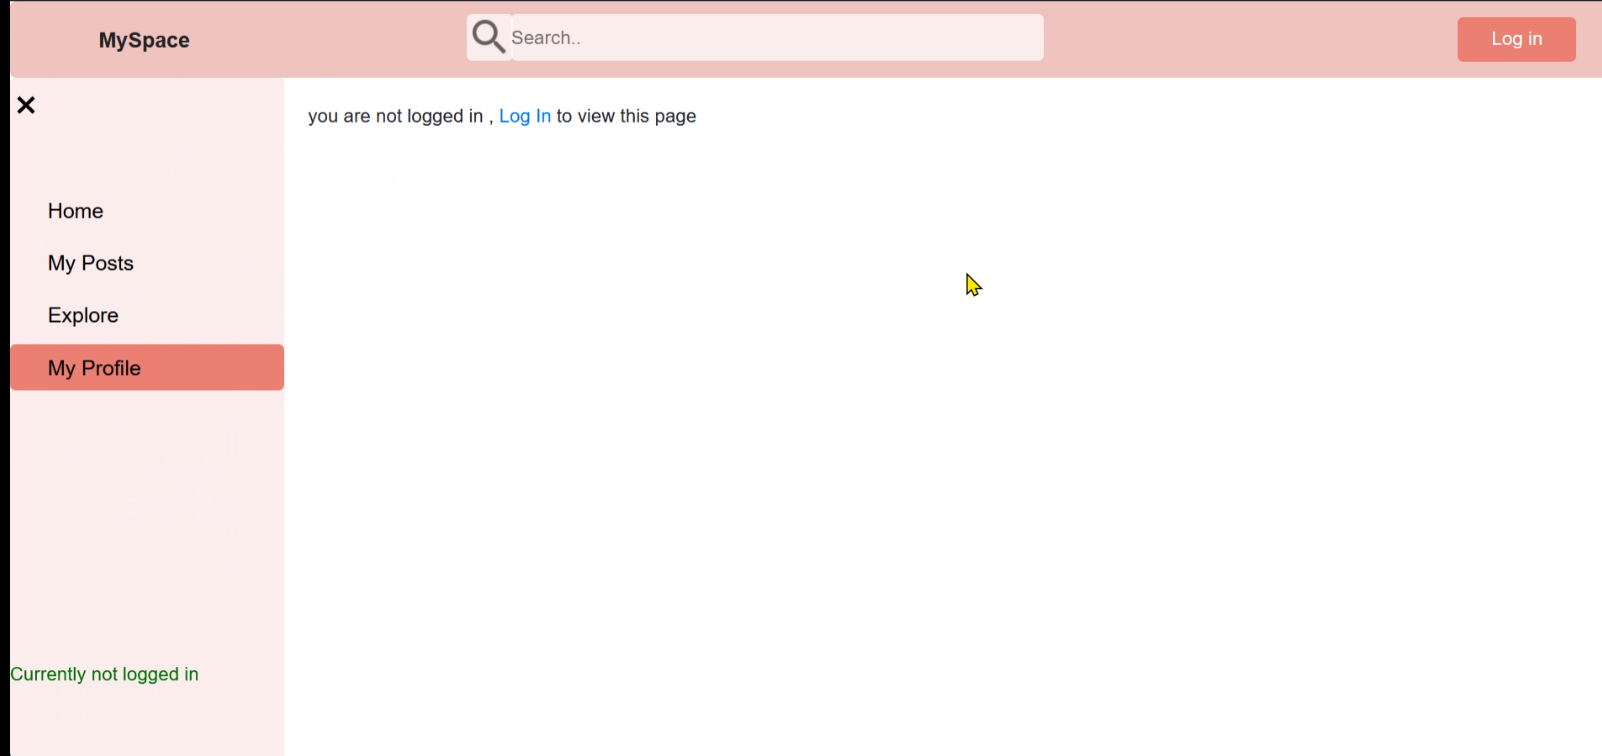 MySpace
Search..
Log in
you are not logged in , Log In to view this page
Home
My Posts
Explore
My Profile
Currently not logged in